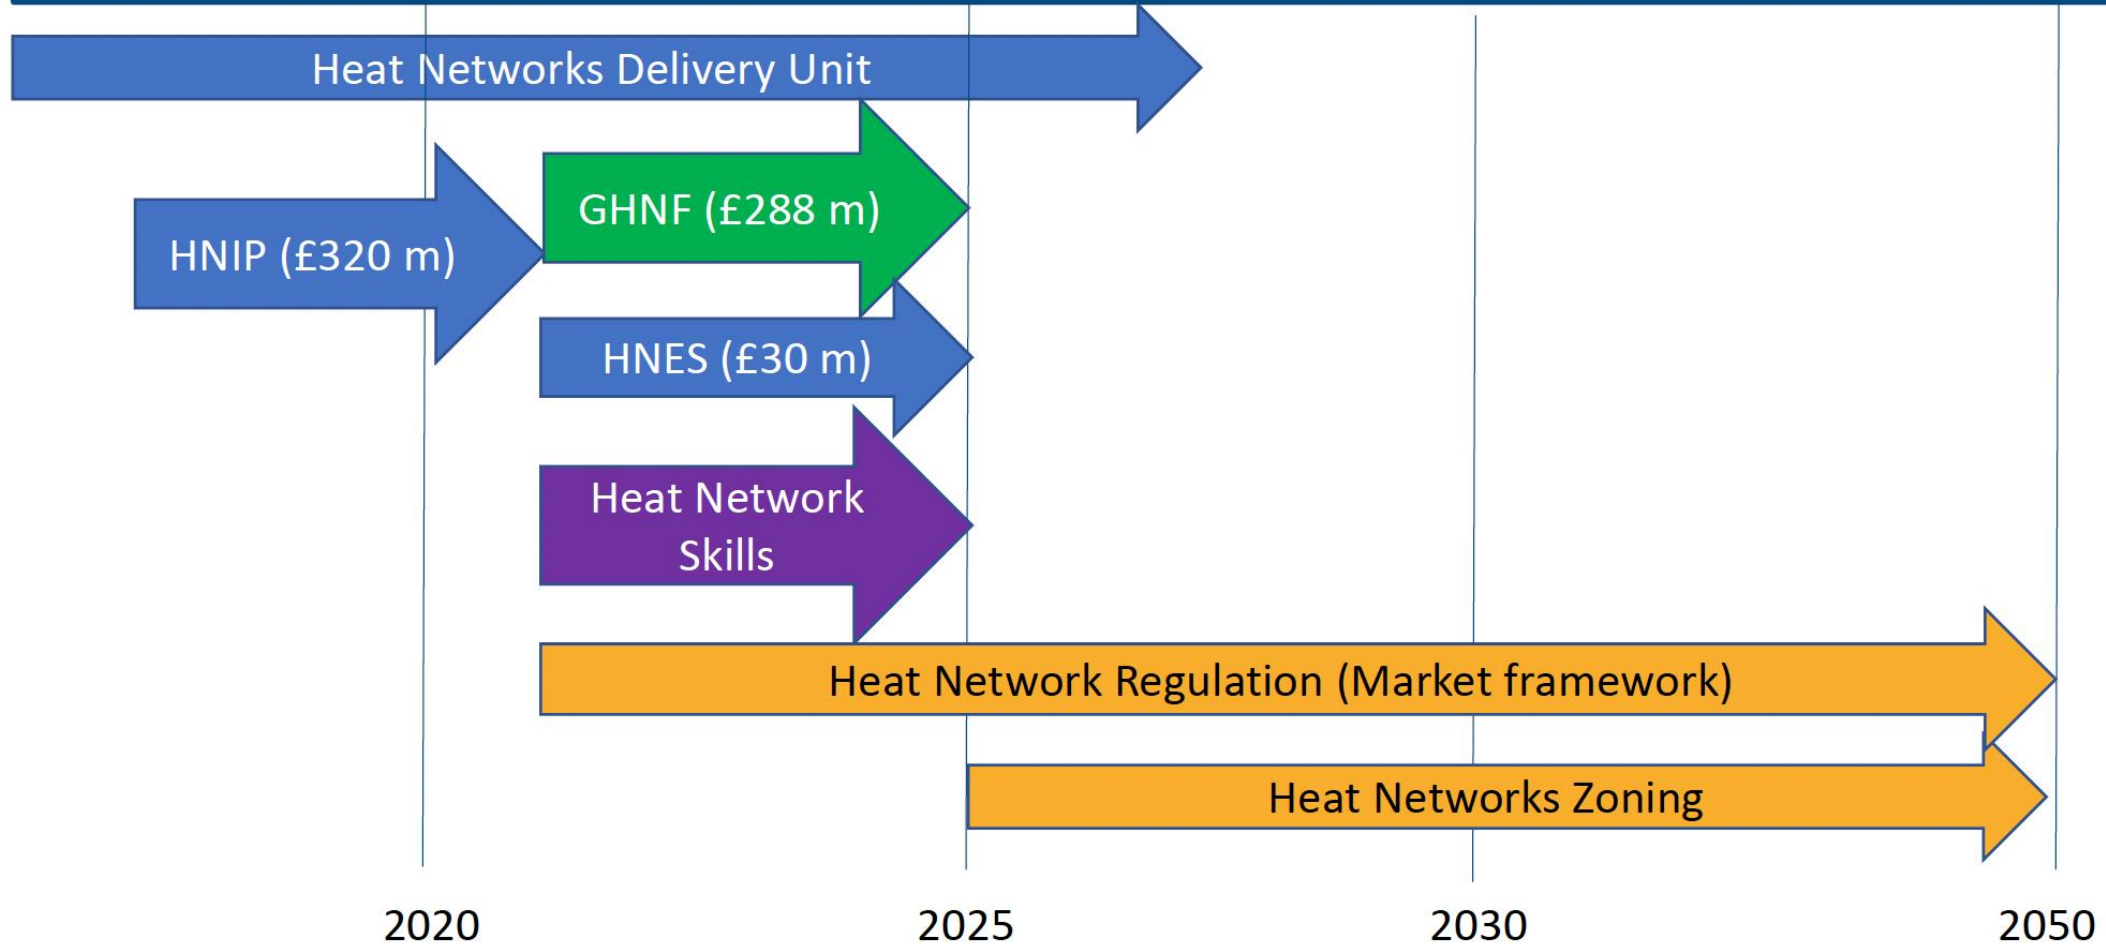 Heat Networks Delivery Unit
GHNF (£288 m)
HNIP (£320 m)
HNES (£30 m)
Heat Network
Skills
Heat Network Regulation (Market framework)
Heat Networks Zoning
2020
2025
2030
2050